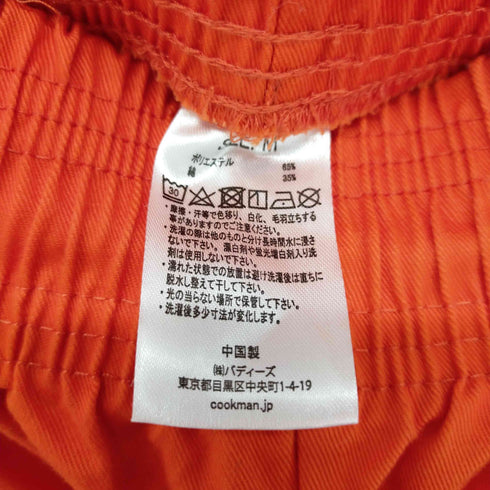 ポリエステル 65%
綿 35%
30
・摩擦・汗等で色移り、白化、毛羽立ちする
事がありますのでご注意ください。
・洗濯の際は他のものと分け長時間水に浸さ
ないで下さい。漂白剤や蛍光増白剤入り洗
剤は使用しないで下さい。
・濡れた状態での放置は避け洗濯後は直ちに
脱水し整えて干して下さい。
・光の当らない場所で保管して下さい。
・洗濯後多少寸法が変化します。
中国製
㈱バディーズ
東京都目黒区中央町1-4-19
cookman.jp